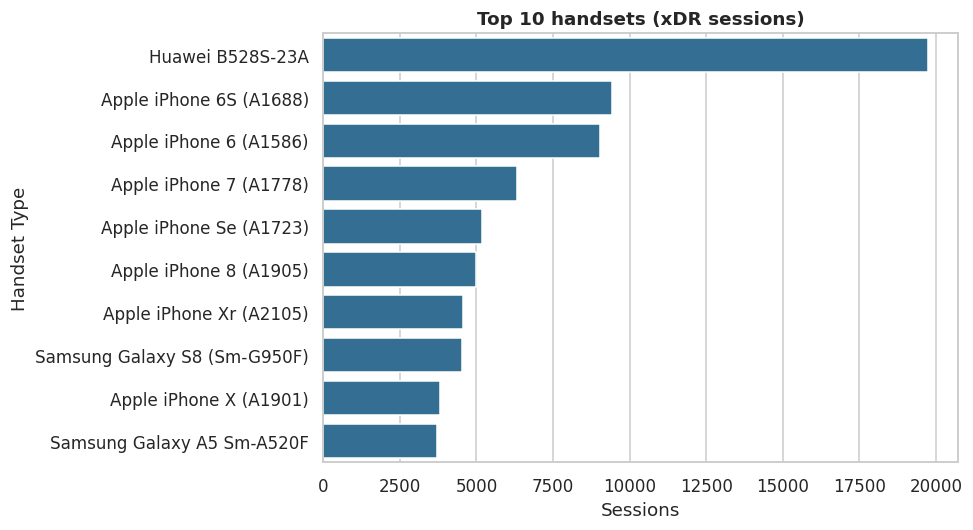 Top 10 handsets (xDR sessions)
Handset Type
Huawei B528S-23A
Apple iPhone 6S (A1688)
Apple iPhone 6 (A1586)
Apple iPhone 7 (A1778)
Apple iPhone Se (A1723)
Apple iPhone 8 (A1905)
Apple iPhone Xr (A2105)
Samsung Galaxy S8 (Sm-G950F)
Apple iPhone X (A1901)
Samsung Galaxy A5 Sm-A520F
0 2500 5000 7500 10000 12500 15000 17500 20000
Sessions